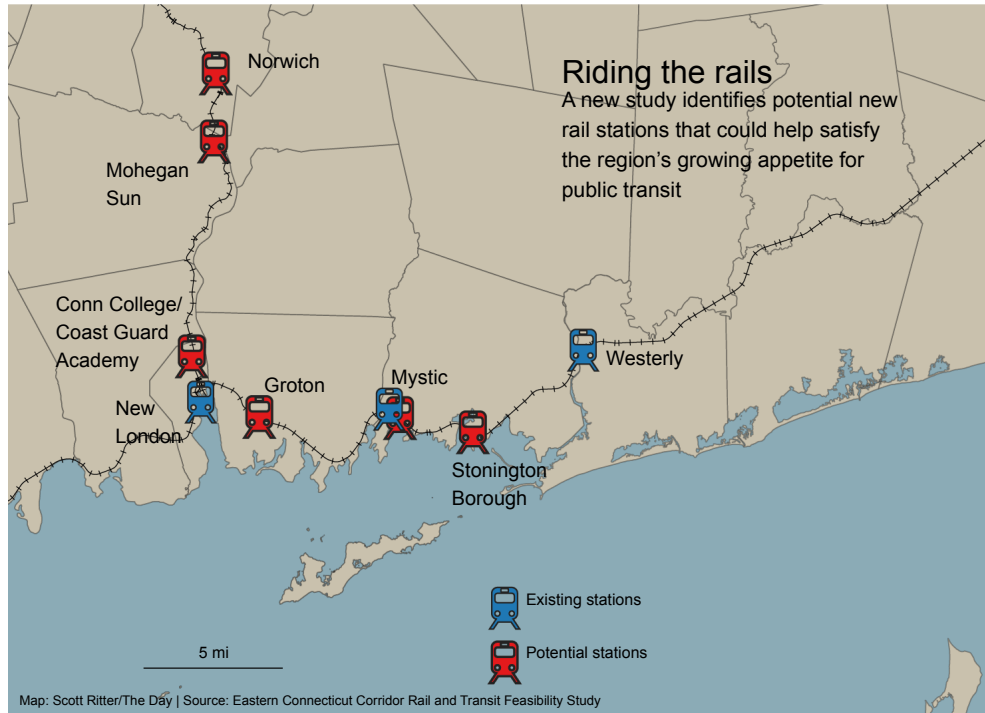 Norwich
Riding the rails
A new study identifies potential new
rail stations that could help satisfy
the region's growing appetite for
public transit
Mohegan
Sun
Conn College/
Coast Guard
Academy
Westerly
Mystic
Groton
New
London
Stonington
Borough
Existing stations
5 mi
Potential stations
Map: Scott Ritter/The Day | Source: Eastern Connecticut Corridor Rail and Transit Feasibility Study